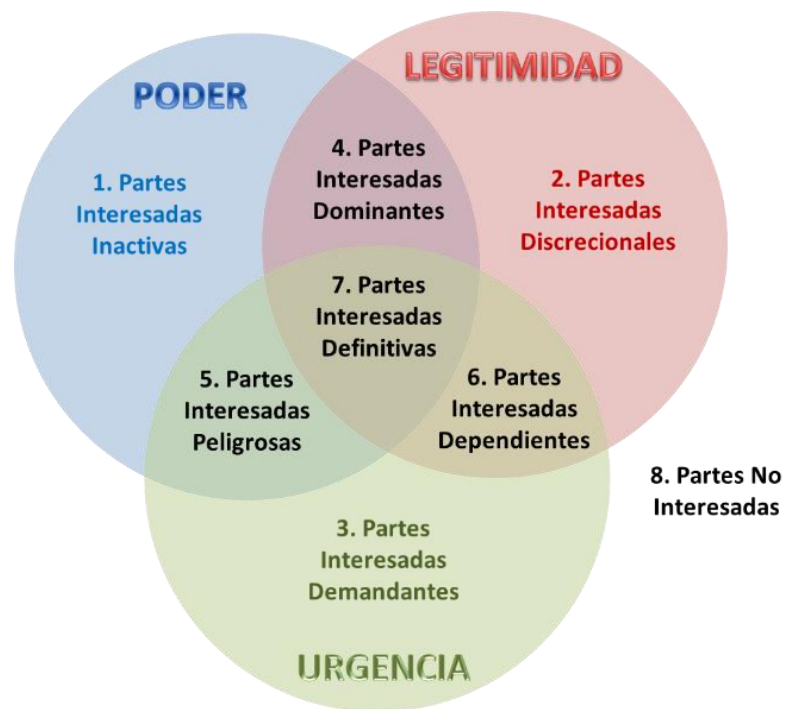 PODER
LEGITIMIDAD
1. Partes
Interesadas
Inactivas
4. Partes
Interesadas
Dominantes
2. Partes
Interesadas
Discrecionales
7. Partes
Interesadas
Definitivas
5. Partes
Interesadas
Peligrosas
6. Partes
Interesadas
Dependientes
8. Partes No
Interesadas
3. Partes
Interesadas
Demandantes
URGENCIA